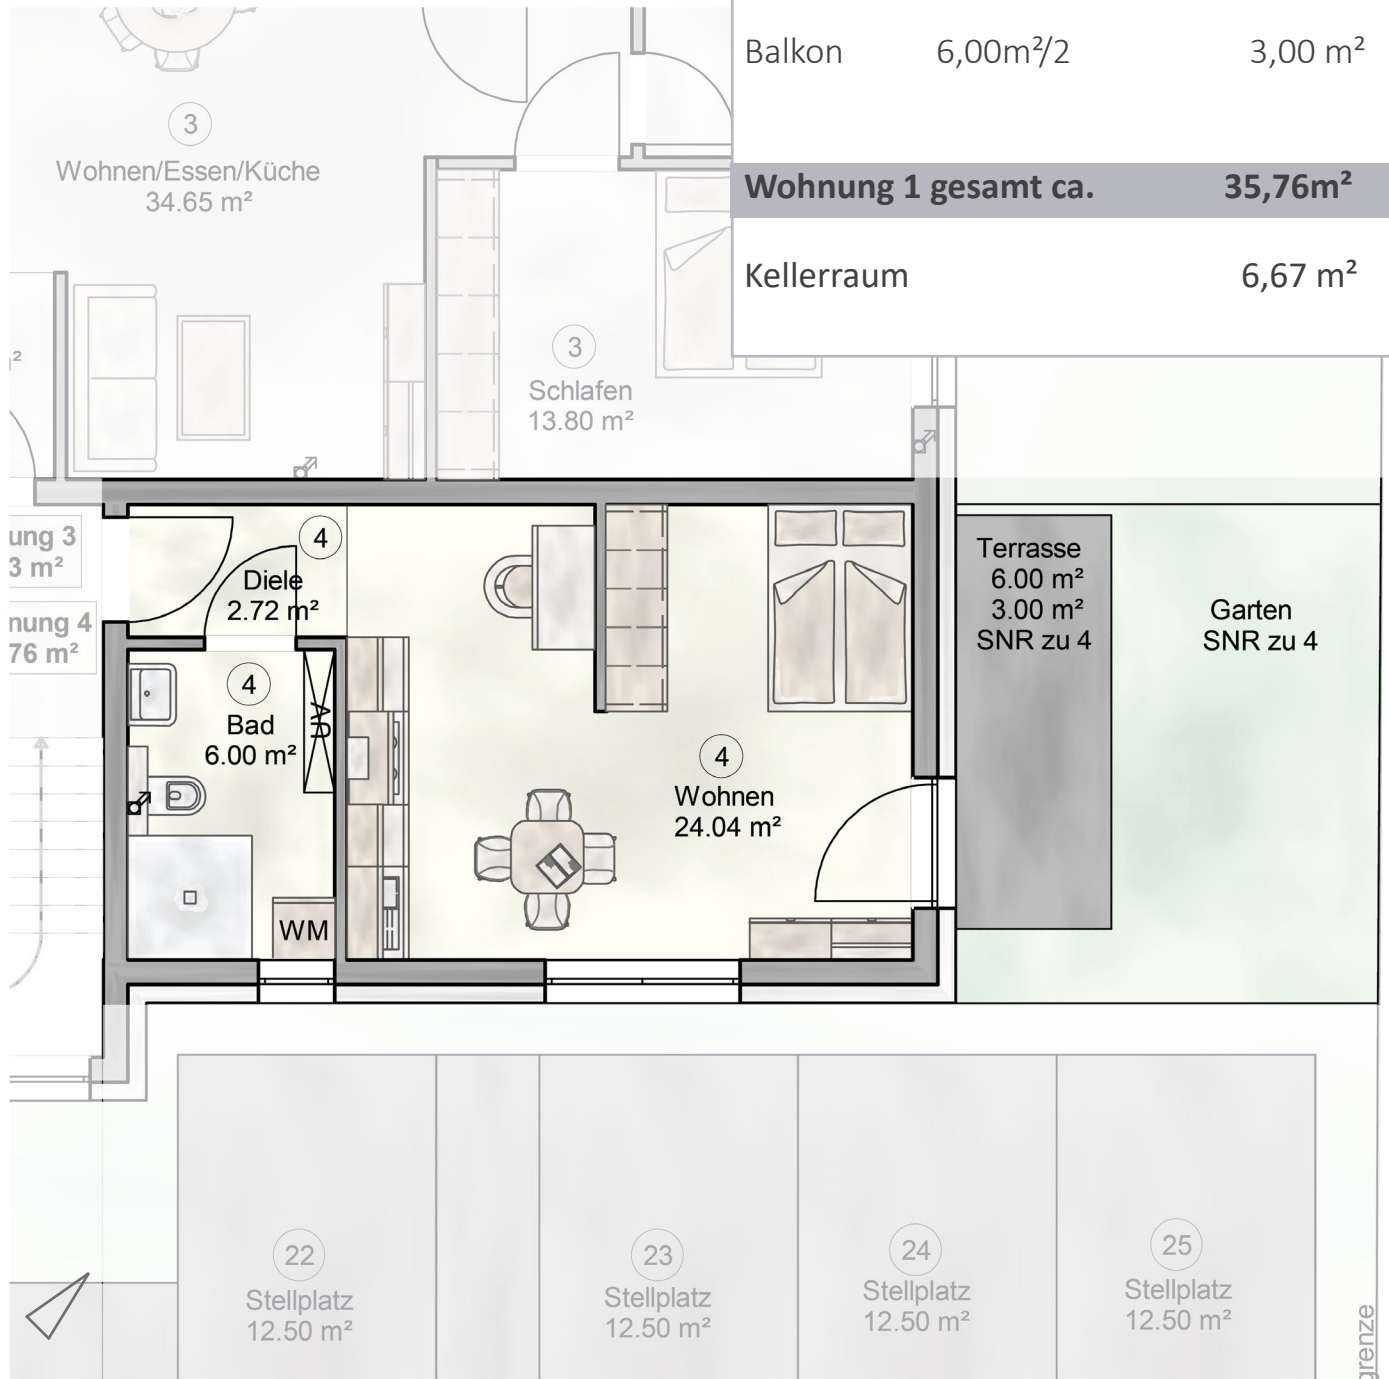 Balkon 6,00m²/2 3,00 m²
Wohnung 1 gesamt ca. 35,76m²
Kellerraum 6,67 m²
3
Wohnen/Essen/Küche
34.65 m²
3
Schlafen
13.80 m²
²
ung 3
3 m²
nung 4
76 m²
4
Diele
2.72 m²
4
Bad
6.00 m²
AR
WM
4
Wohnen
24.04 m²
Terrasse
6.00 m²
3.00 m²
SNR zu 4
Garten
SNR zu 4
22
Stellplatz
12.50 m²
23
Stellplatz
12.50 m²
24
Stellplatz
12.50 m²
25
Stellplatz
12.50 m²
grenze